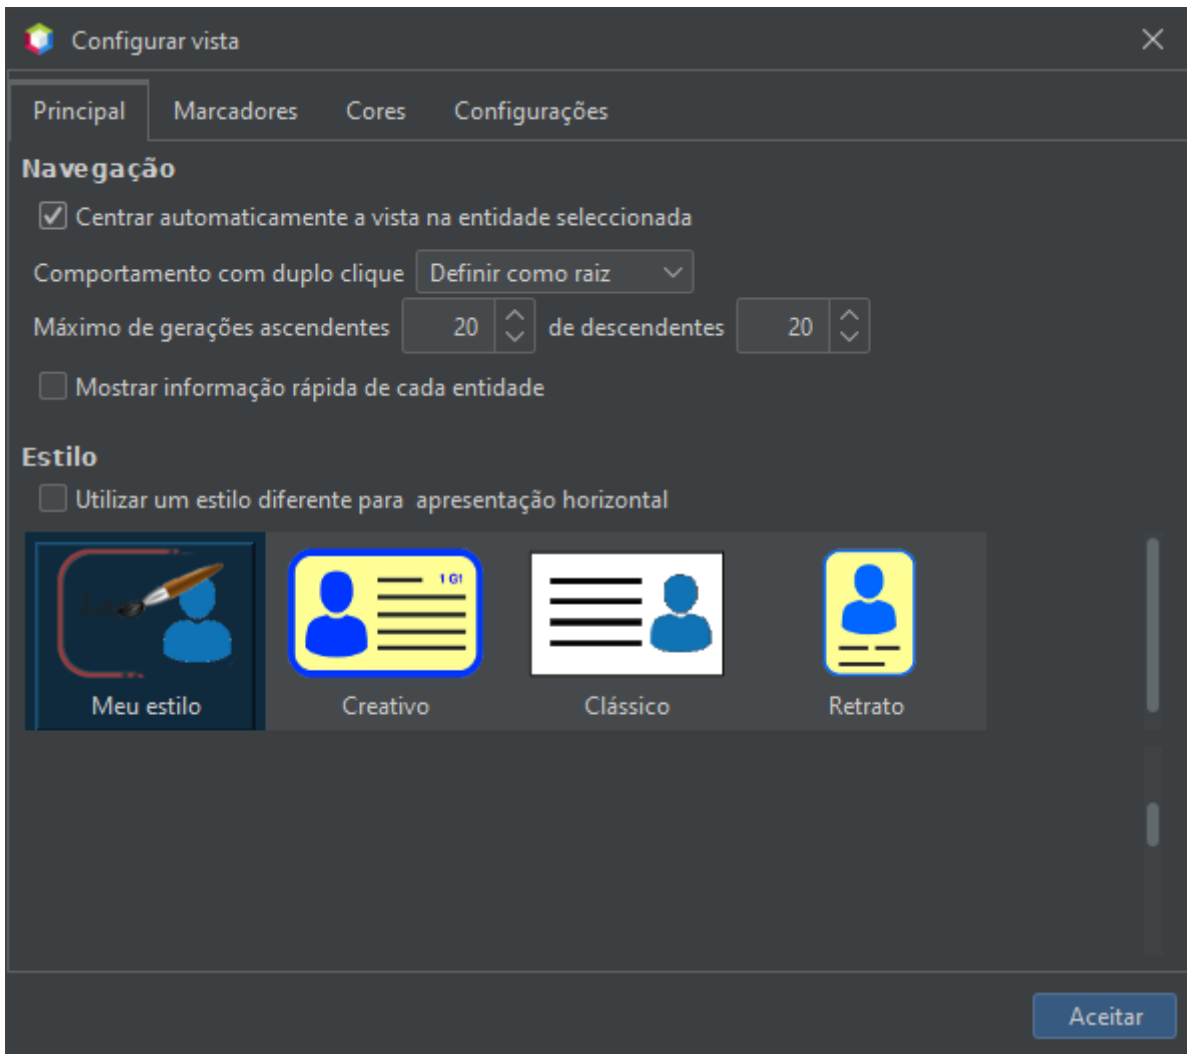 Configurar vista
Principal Marcadores Cores Configurações
Navegação
Centrar automaticamente a vista na entidade seleccionada
Comportamento com duplo clique Definir como raiz
Máximo de gerações ascendentes 20 de descendentes 20
Mostrar informação rápida de cada entidade
Estilo
Utilizar um estilo diferente para apresentação horizontal
1 G1
Meu estilo Creativo Clássico Retrato
Aceitar